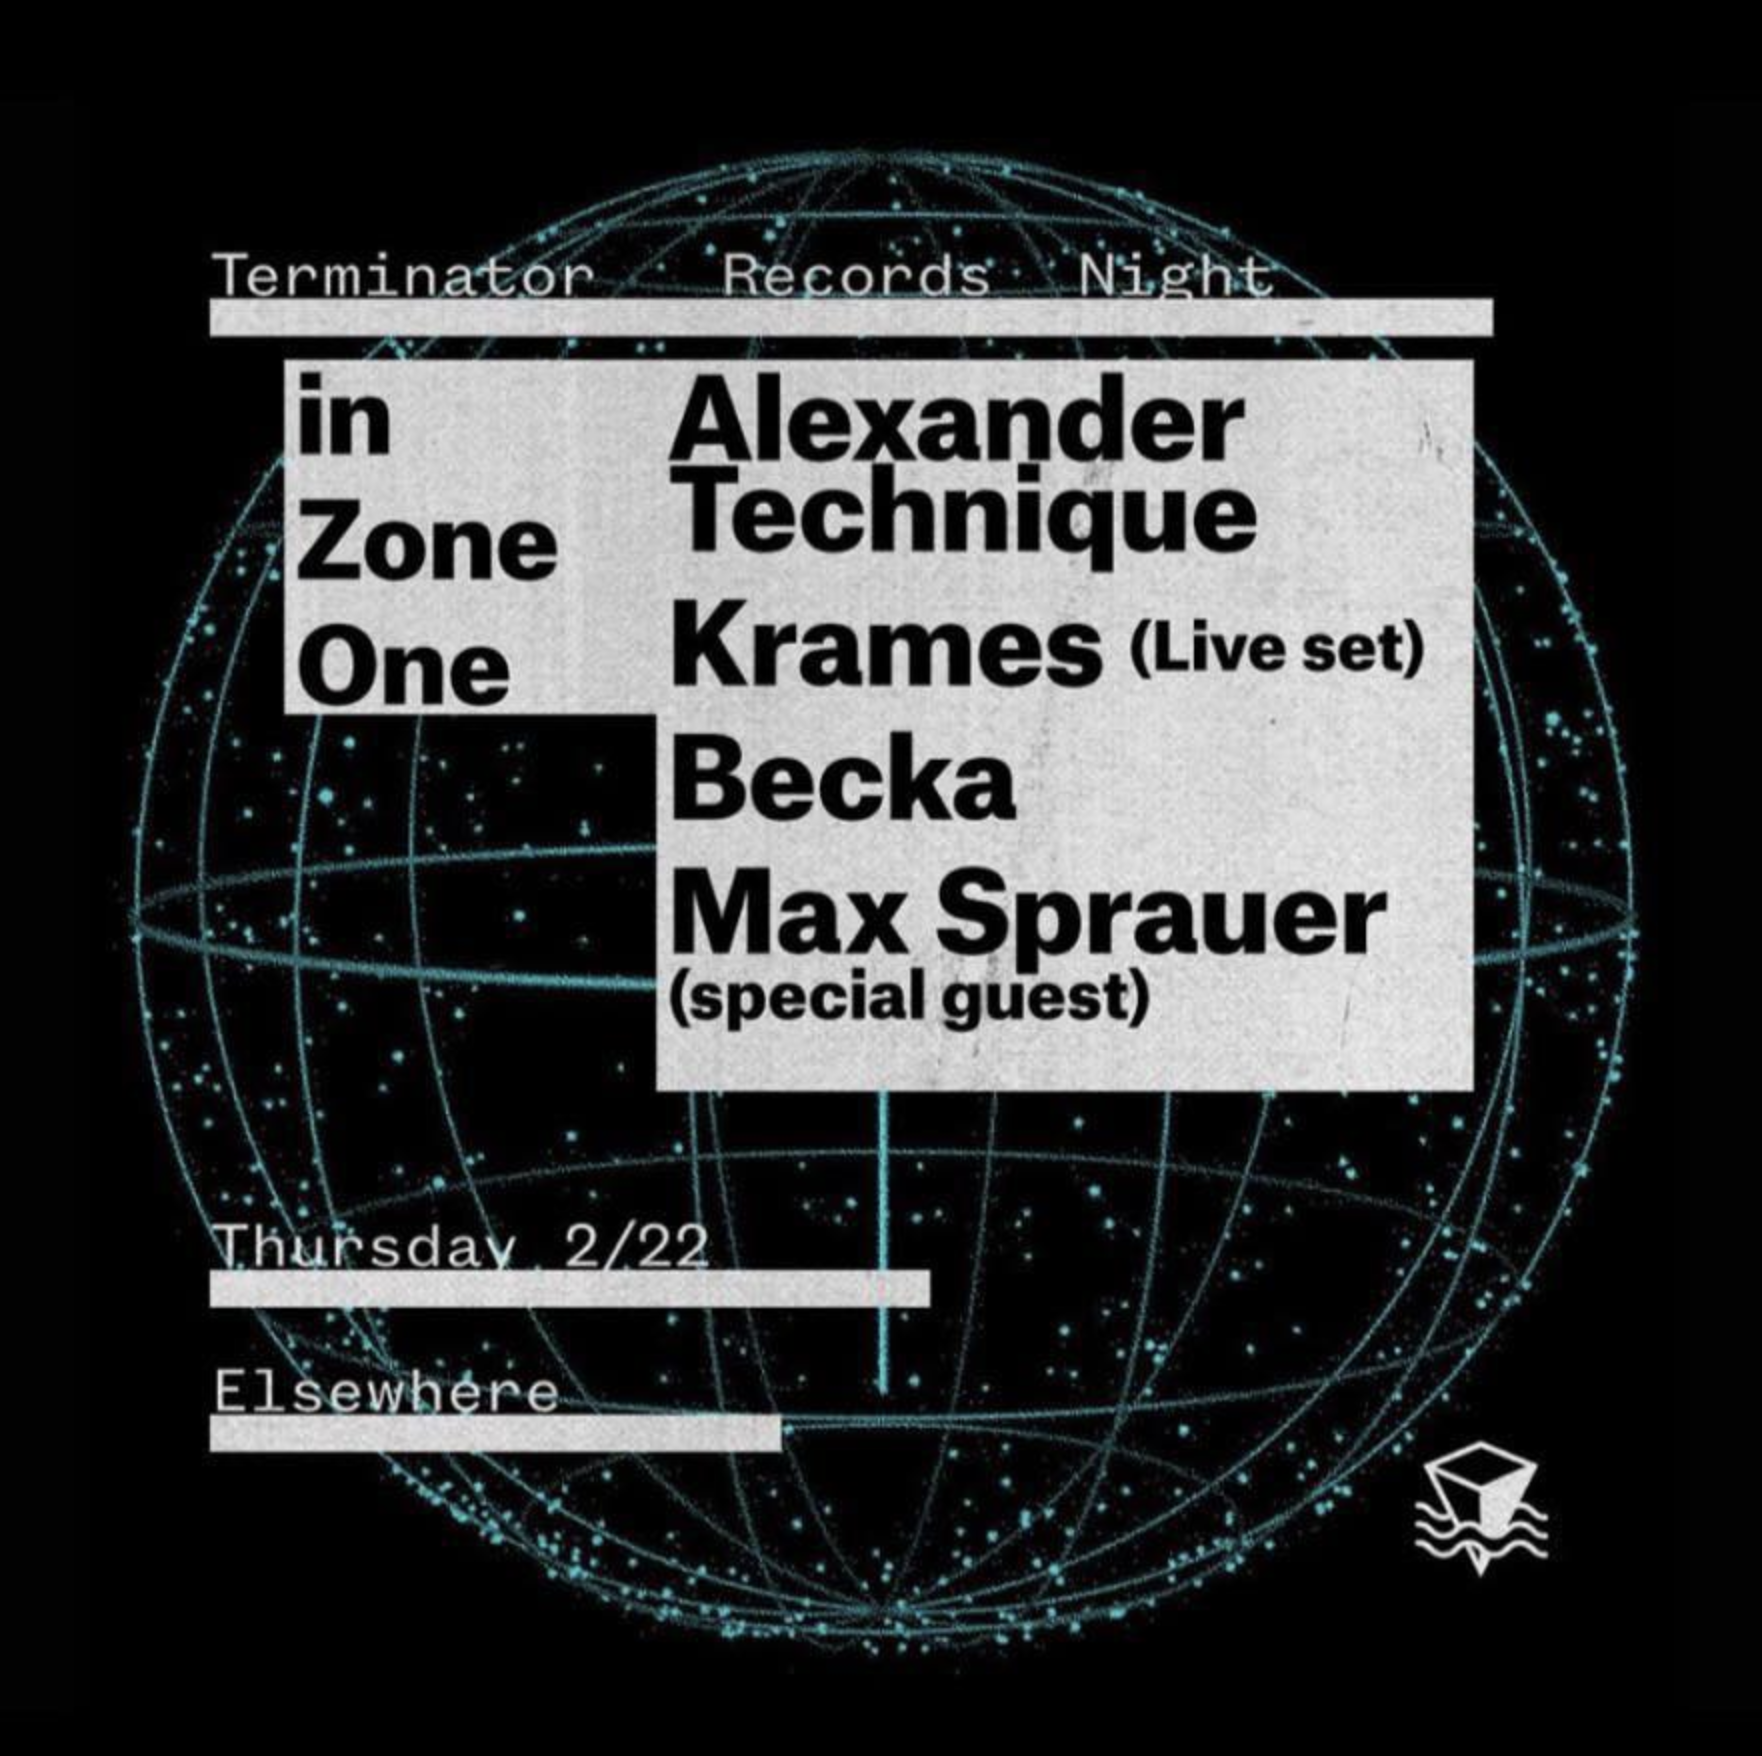 Terminator Records Night
in
Zone
One
Alexander
Technique
Krames (Live set)
Becka
Max Sprauer
(special guest)
Thursday 2/22
Elsewhere